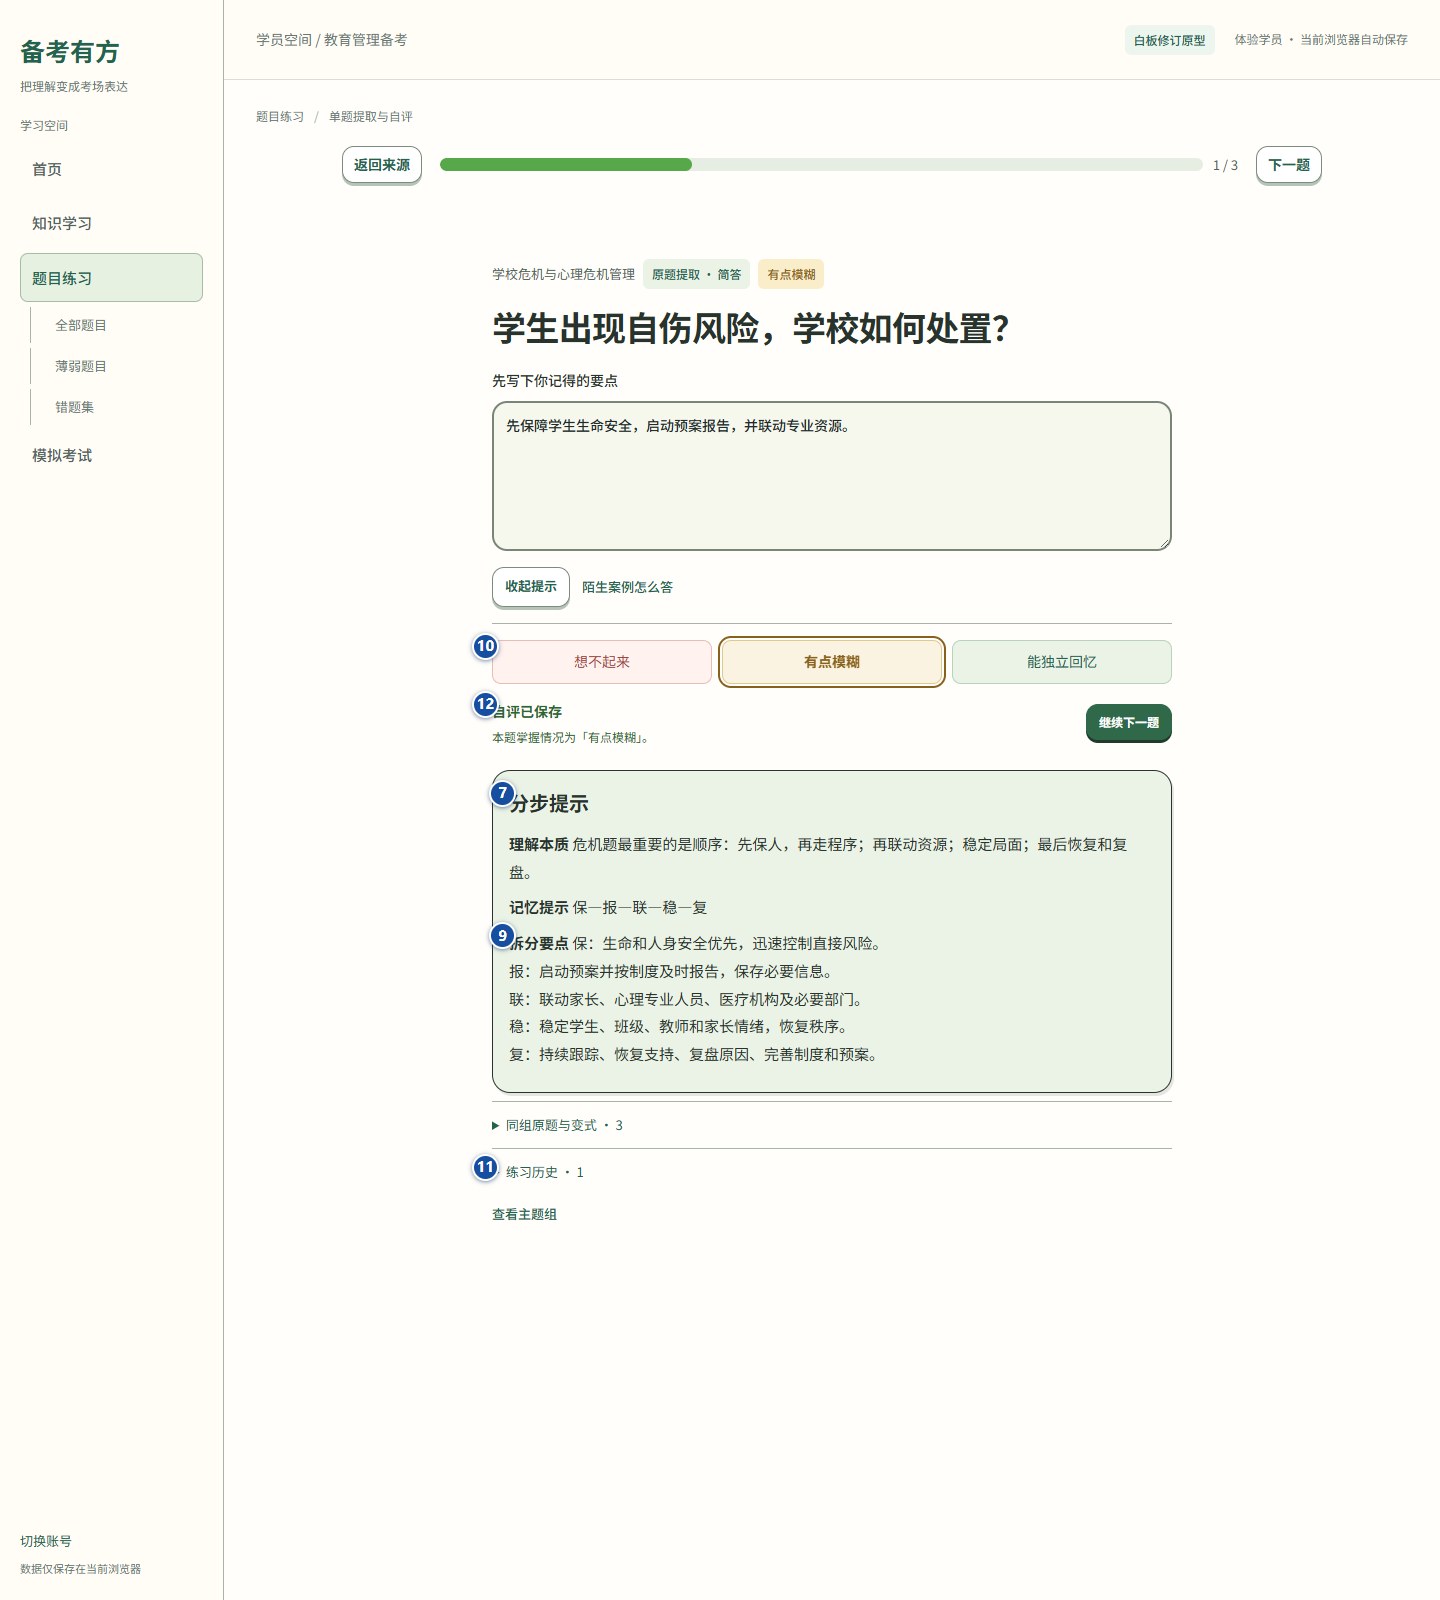 备考有方
把理解变成考场表达
学习空间
首页
知识学习
题目练习
全部题目
薄弱题目
错题集
模拟考试
切换账号
数据仅保存在当前浏览器
学员空间 / 教育管理备考
白板修订原型
体验学员 · 当前浏览器自动保存
题目练习 / 单题提取与自评
返回来源
1 / 3
下一题
学校危机与心理危机管理
原题提取 · 简答
有点模糊
学生出现自伤风险，学校如何处置？
先写下你记得的要点
先保障学生生命安全，启动预案报告，并联动专业资源。
收起提示
陌生案例怎么答
10
想不起来
有点模糊
能独立回忆
12
自评已保存
本题掌握情况为「有点模糊」。
继续下一题
7
分步提示
理解本质 危机题最重要的是顺序：先保人，再走程序；再联动资源；稳定局面；最后恢复和复
盘。
记忆提示 保—报—联—稳—复
9
拆分要点 保：生命和人身安全优先，迅速控制直接风险。
报：启动预案并按制度及时报告，保存必要信息。
联：联动家长、心理专业人员、医疗机构及必要部门。
稳：稳定学生、班级、教师和家长情绪，恢复秩序。
复：持续跟踪、恢复支持、复盘原因、完善制度和预案。
同组原题与变式 · 3
11
练习历史 · 1
查看主题组